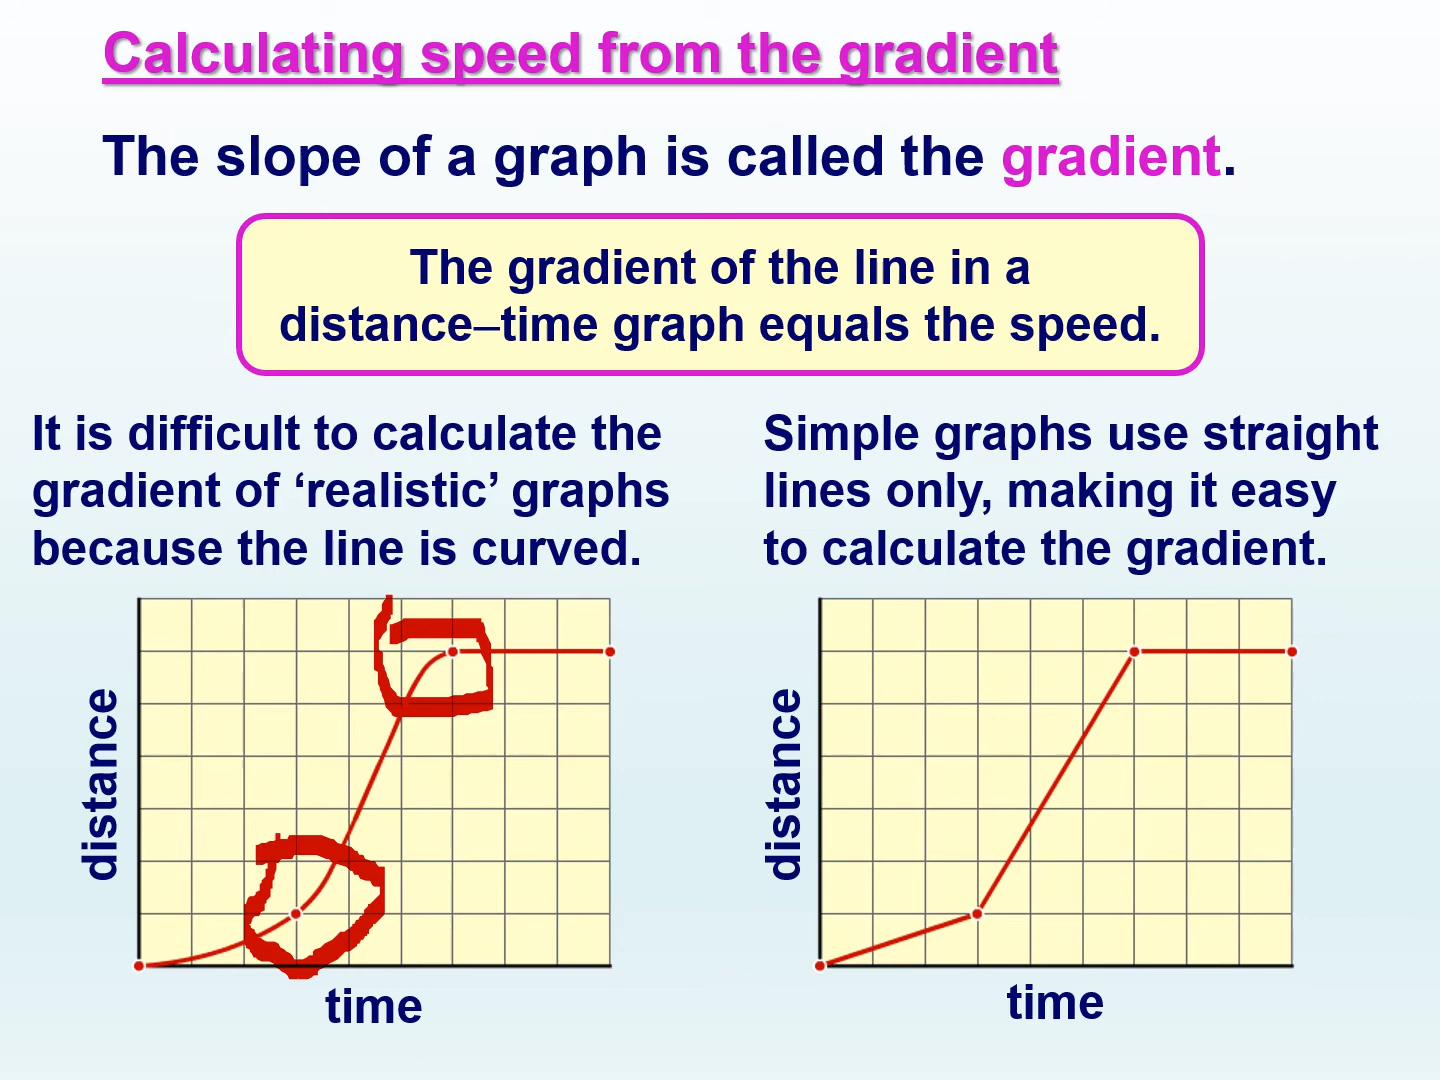 Calculating speed from the gradient
The slope of a graph is called the gradient.
The gradient of the line in a
distance–time graph equals the speed.
It is difficult to calculate the
gradient of ‘realistic’ graphs
because the line is curved.
Simple graphs use straight
lines only, making it easy
to calculate the gradient.
distance
time
distance
time